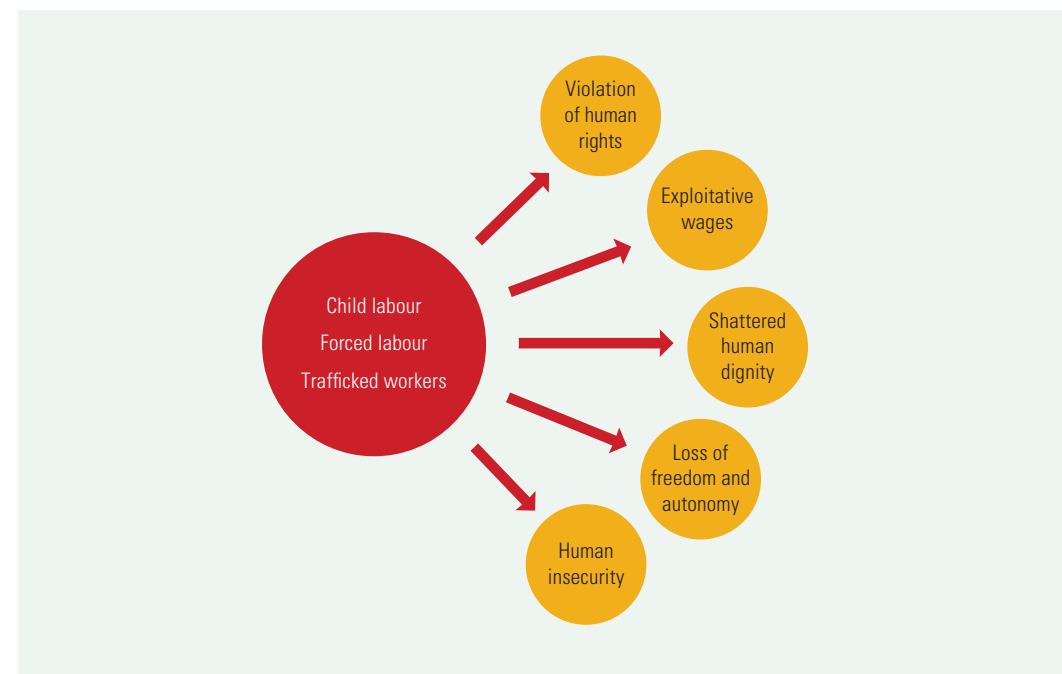 Violation
of human
rights
Exploitative
wages
Child labour
Forced labour
Trafficked workers
Shattered
human
dignity
Loss of
freedom and
autonomy
Human
insecurity